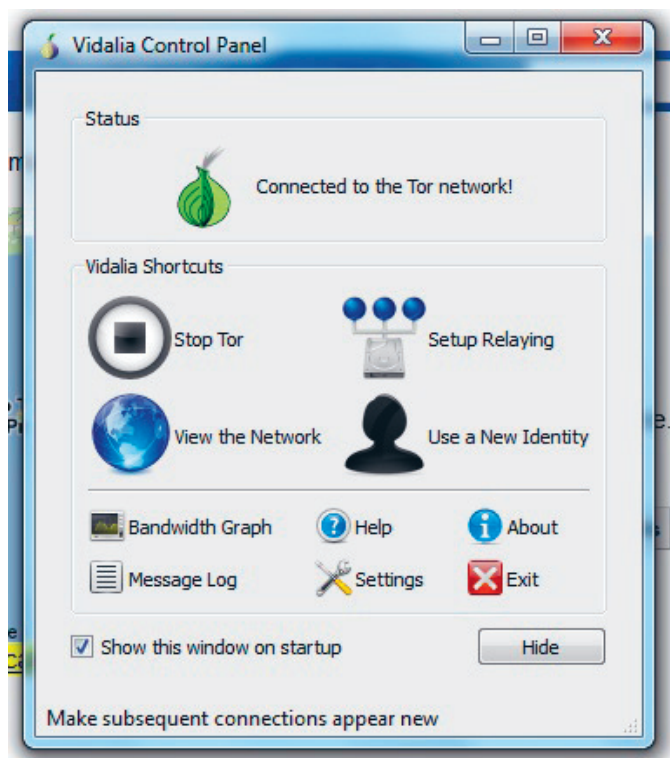 Vidalia Control Panel
Status
Connected to the Tor network!
Vidalia Shortcuts
Stop Tor
Setup Relaying
View the Network
Use a New Identity
Bandwidth Graph
Help
About
Message Log
Settings
Exit
Show this window on startup
Hide
Make subsequent connections appear new